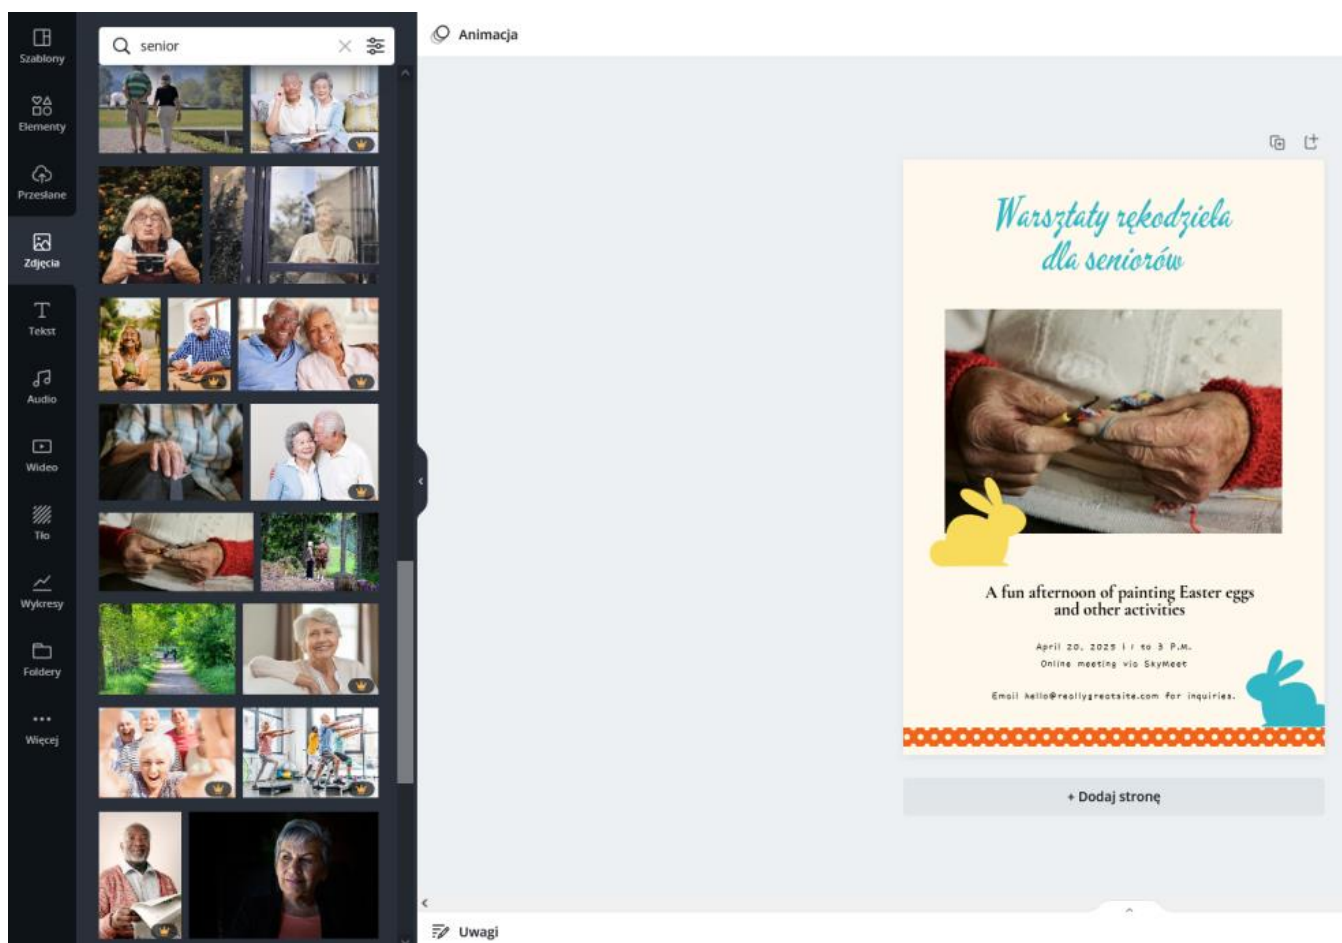 Szablony
Elementy
Przesłane
Zdjęcia
Tekst
Audio
Wideo
Tło
Wykresy
Foldery
Więcej
senior
Animacja
Warsztaty rękodzieła
dla seniorów
A fun afternoon of painting Easter eggs
and other activities
April 20, 2025 | 1 to 3 P.M.
Online meeting via SkyMeet
Email hello@reallygreatsite.com for inquiries.
+ Dodaj stronę
Uwagi